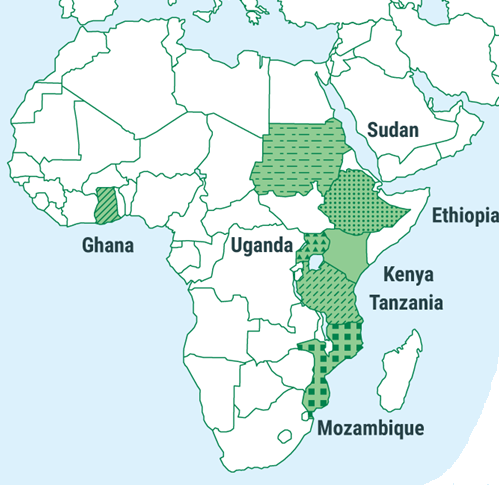 Sudan
Ethiopia
Ghana
Uganda
Kenya
Tanzania
Mozambique